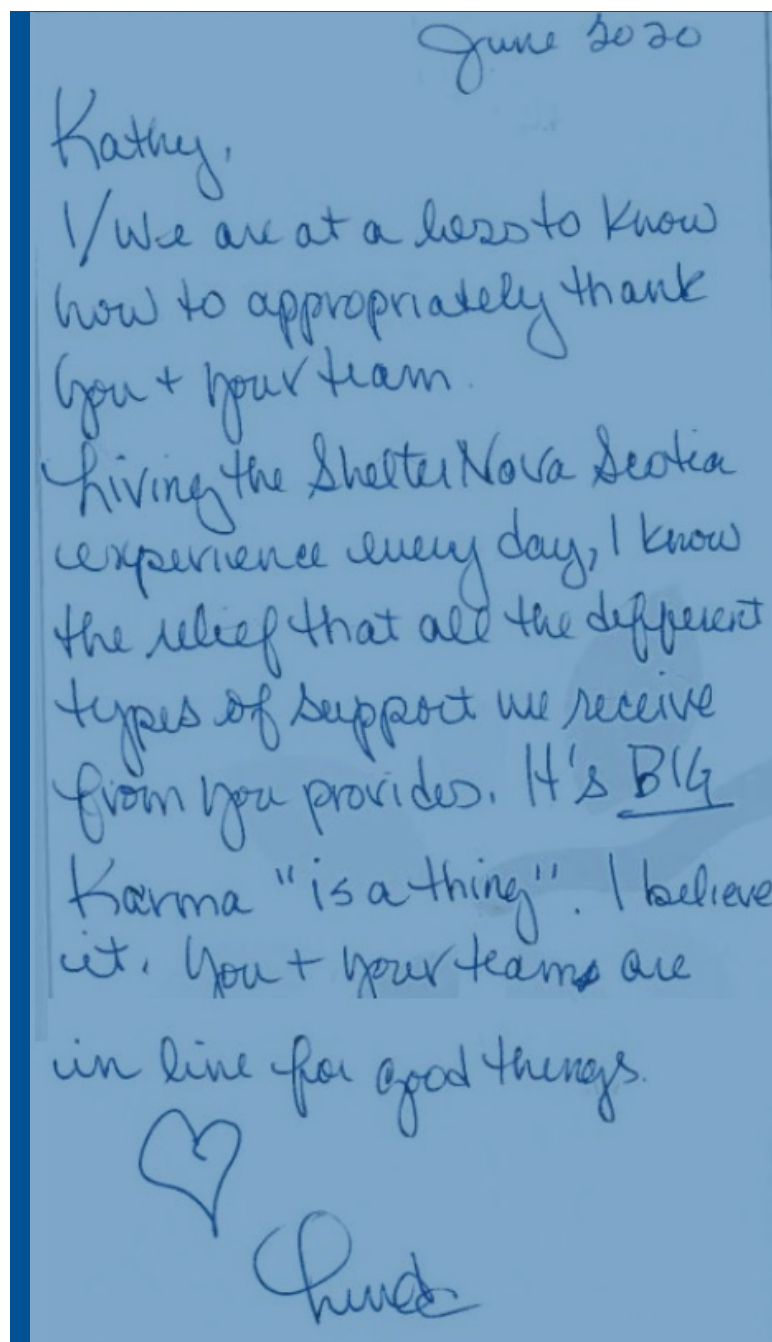 June 2020
Kathy,
I/We are at a loss to know
how to appropriately thank
you + your team.
Living the Shelter Nova Scotia
experience every day, I know
the relief that all the different
types of support we receive
from you provides. It's BIG
Karma "is a thing". I believe
it. You + your teams are
in line for good things.
Linda